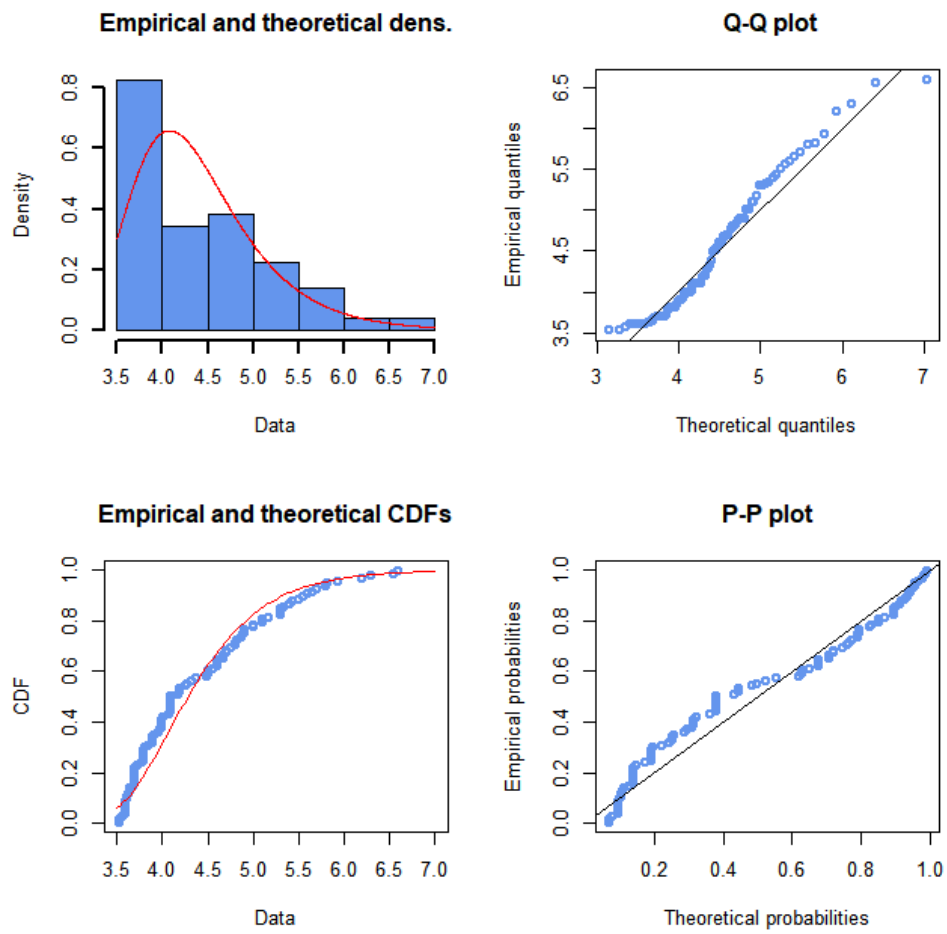 Empirical and theoretical dens.
Density
0.0 0.2 0.4 0.6 0.8
3.5 4.0 4.5 5.0 5.5 6.0 6.5 7.0
Data
Q-Q plot
Empirical quantiles
3.5 4.5 5.5 6.5
3 4 5 6 7
Theoretical quantiles
Empirical and theoretical CDFs
CDF
0.0 0.2 0.4 0.6 0.8 1.0
3.5 4.0 4.5 5.0 5.5 6.0 6.5 7.0
Data
P-P plot
Empirical probabilities
0.0 0.2 0.4 0.6 0.8 1.0
0.2 0.4 0.6 0.8 1.0
Theoretical probabilities